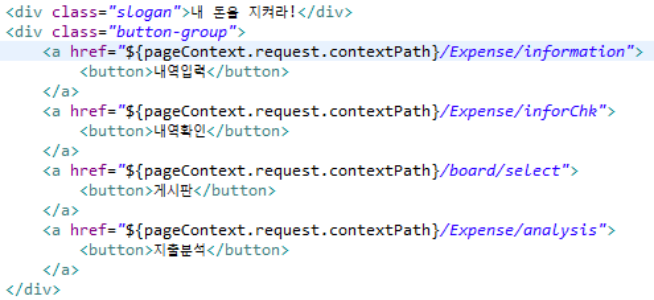 <div class="slogan">내 돈을 지켜라!</div>
<div class="button-group">
<a href="${pageContext.request.contextPath}/Expense/information">
<button>내역입력</button>
</a>
<a href="${pageContext.request.contextPath}/Expense/inforChk">
<button>내역확인</button>
</a>
<a href="${pageContext.request.contextPath}/board/select">
<button>게시판</button>
</a>
<a href="${pageContext.request.contextPath}/Expense/analysis">
<button>지출분석</button>
</a>
</div>